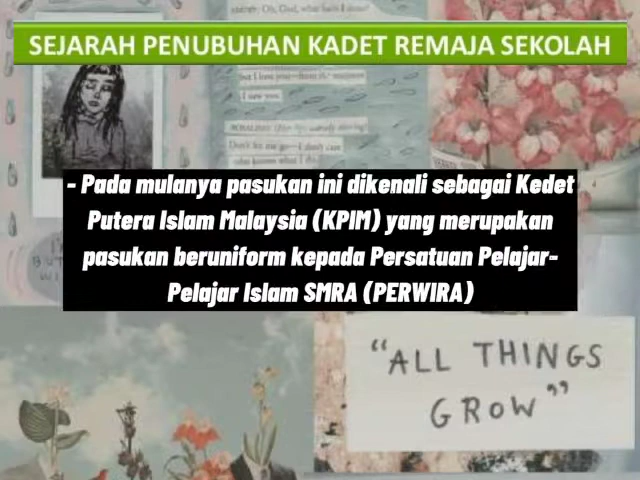 SEJARAH PENUBUHAN KADET REMAJA SEKOLAH
- Pada mulanya pasukan ini dikenali sebagai Kedet
Putera Islam Malaysia (KPIM) yang merupakan
pasukan beruniform kepada Persatuan Pelajar-
Pelajar Islam SMRA (PERWIRA)
"ALL THINGS
GROW"